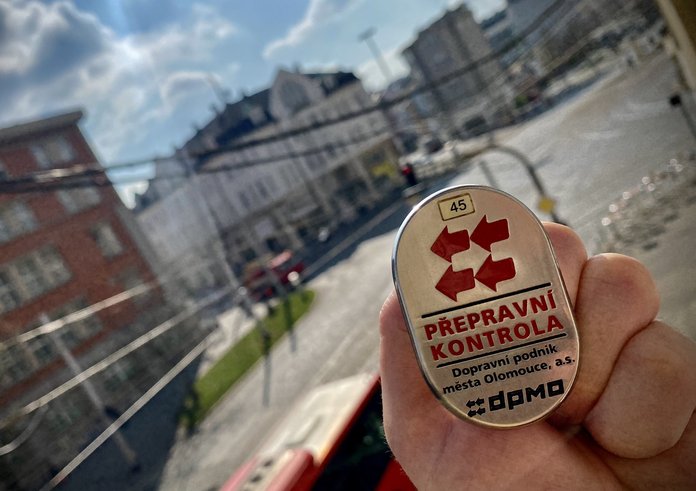 45
PŘEPRAVNÍ
KONTROLA
Dopravní podnik
města Olomouce, a.s.
dpmo